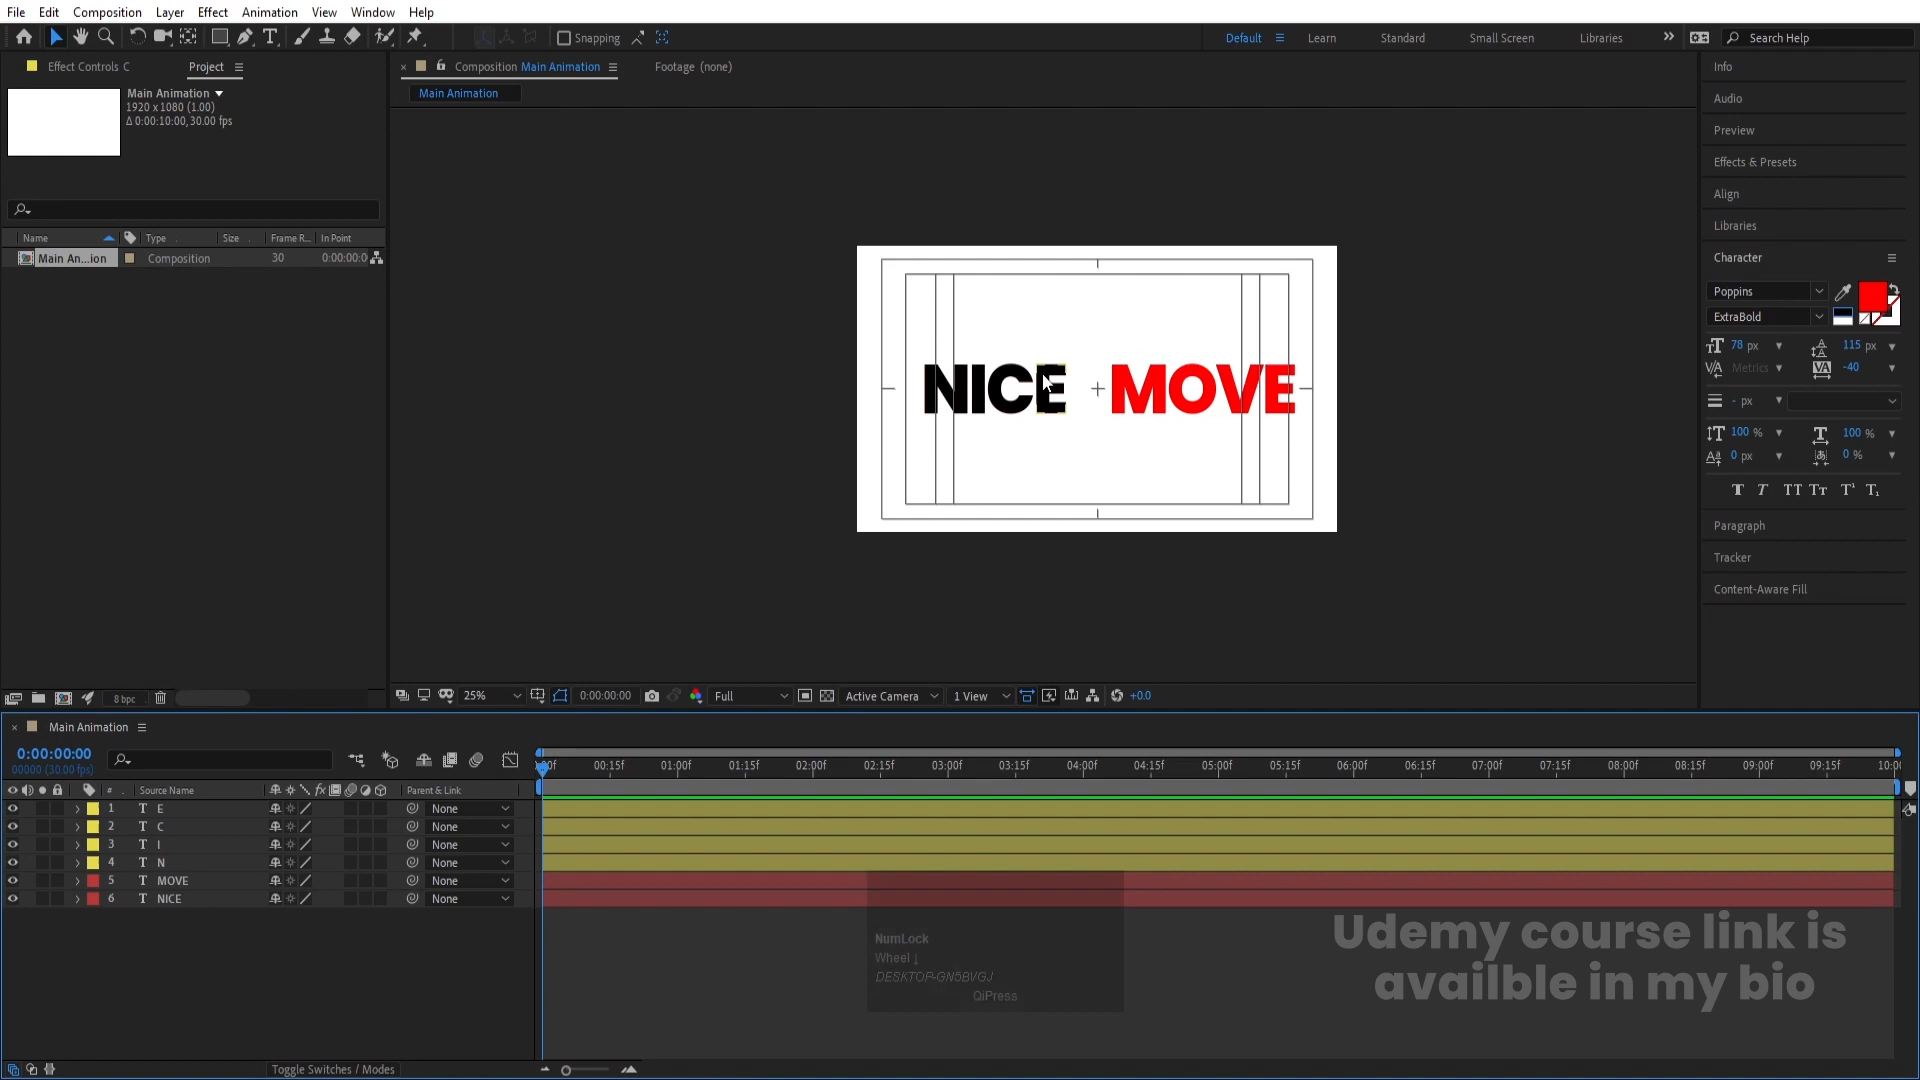 File Edit Composition Layer Effect Animation View Window Help
Snapping
Default Learn Standard Small Screen Libraries
Search Help
Effect Controls C Project
Main Animation
1920 x 1080 (1.00)
Δ 0:00:10:00, 30.00 fps
Name Type Size Frame R... In Point
Main An...ion Composition 30 0:00:00:0
8 bpc
Composition Main Animation Footage (none)
Main Animation
NICE MOVE
25% 0:00:00:00 Full Active Camera 1 View +0.0
Info
Audio
Preview
Effects & Presets
Align
Libraries
Character
Poppins
ExtraBold
78 px 115 px
Metrics -40
- px
100 % 100 %
0 px 0 %
Paragraph
Tracker
Content-Aware Fill
Main Animation
0:00:00:00
00000 (30.00 fps)
00:15f 01:00f 01:15f 02:00f 02:15f 03:00f 03:15f 04:00f 04:15f 05:00f 05:15f 06:00f 06:15f 07:00f 07:15f 08:00f 08:15f 09:00f 09:15f 10:0
# Source Name Parent & Link
1 T E None
2 T C None
3 T I None
4 T N None
5 T MOVE None
6 T NICE None
NumLock
Wheel ↓
DESKTOP-GN5BVGJ
QiPress
Udemy course link is
availble in my bio
Toggle Switches / Modes